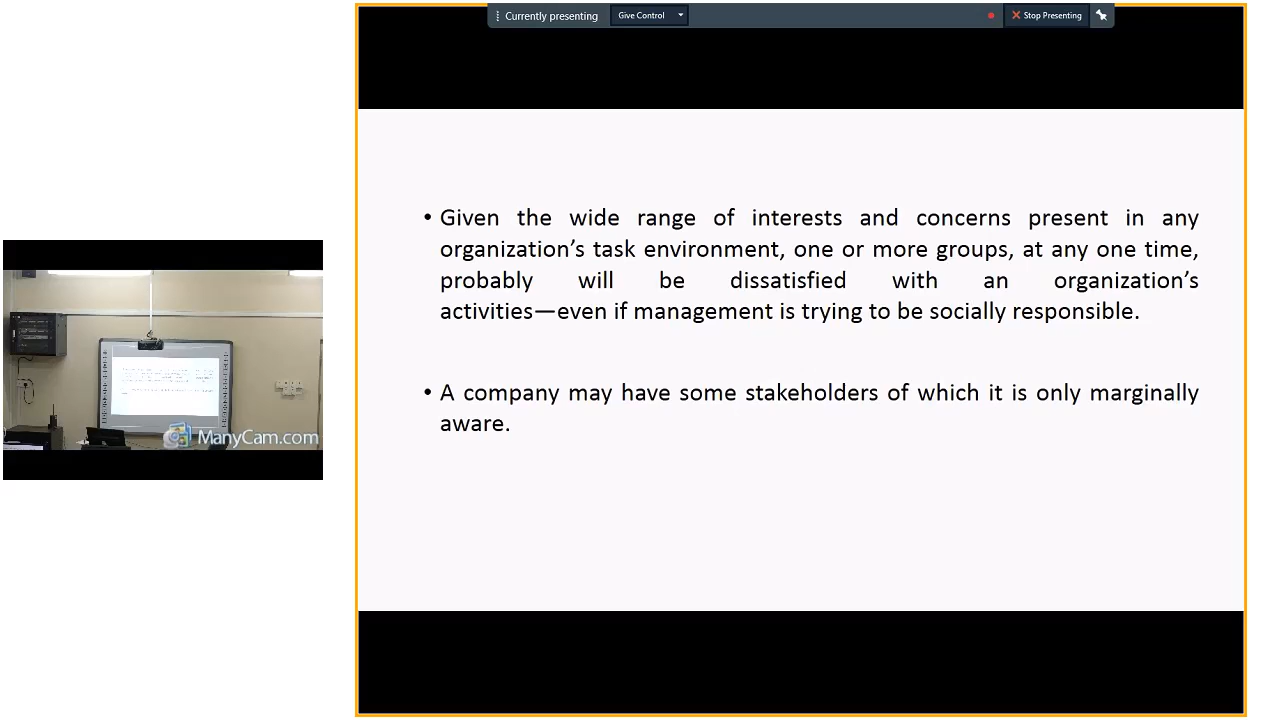 Currently presenting
Give Control
Stop Presenting
• Given the wide range of interests and concerns present in any
organization’s task environment, one or more groups, at any one time,
probably will be dissatisfied with an organization’s
activities—even if management is trying to be socially responsible.
• A company may have some stakeholders of which it is only marginally
aware.
ManyCam.com